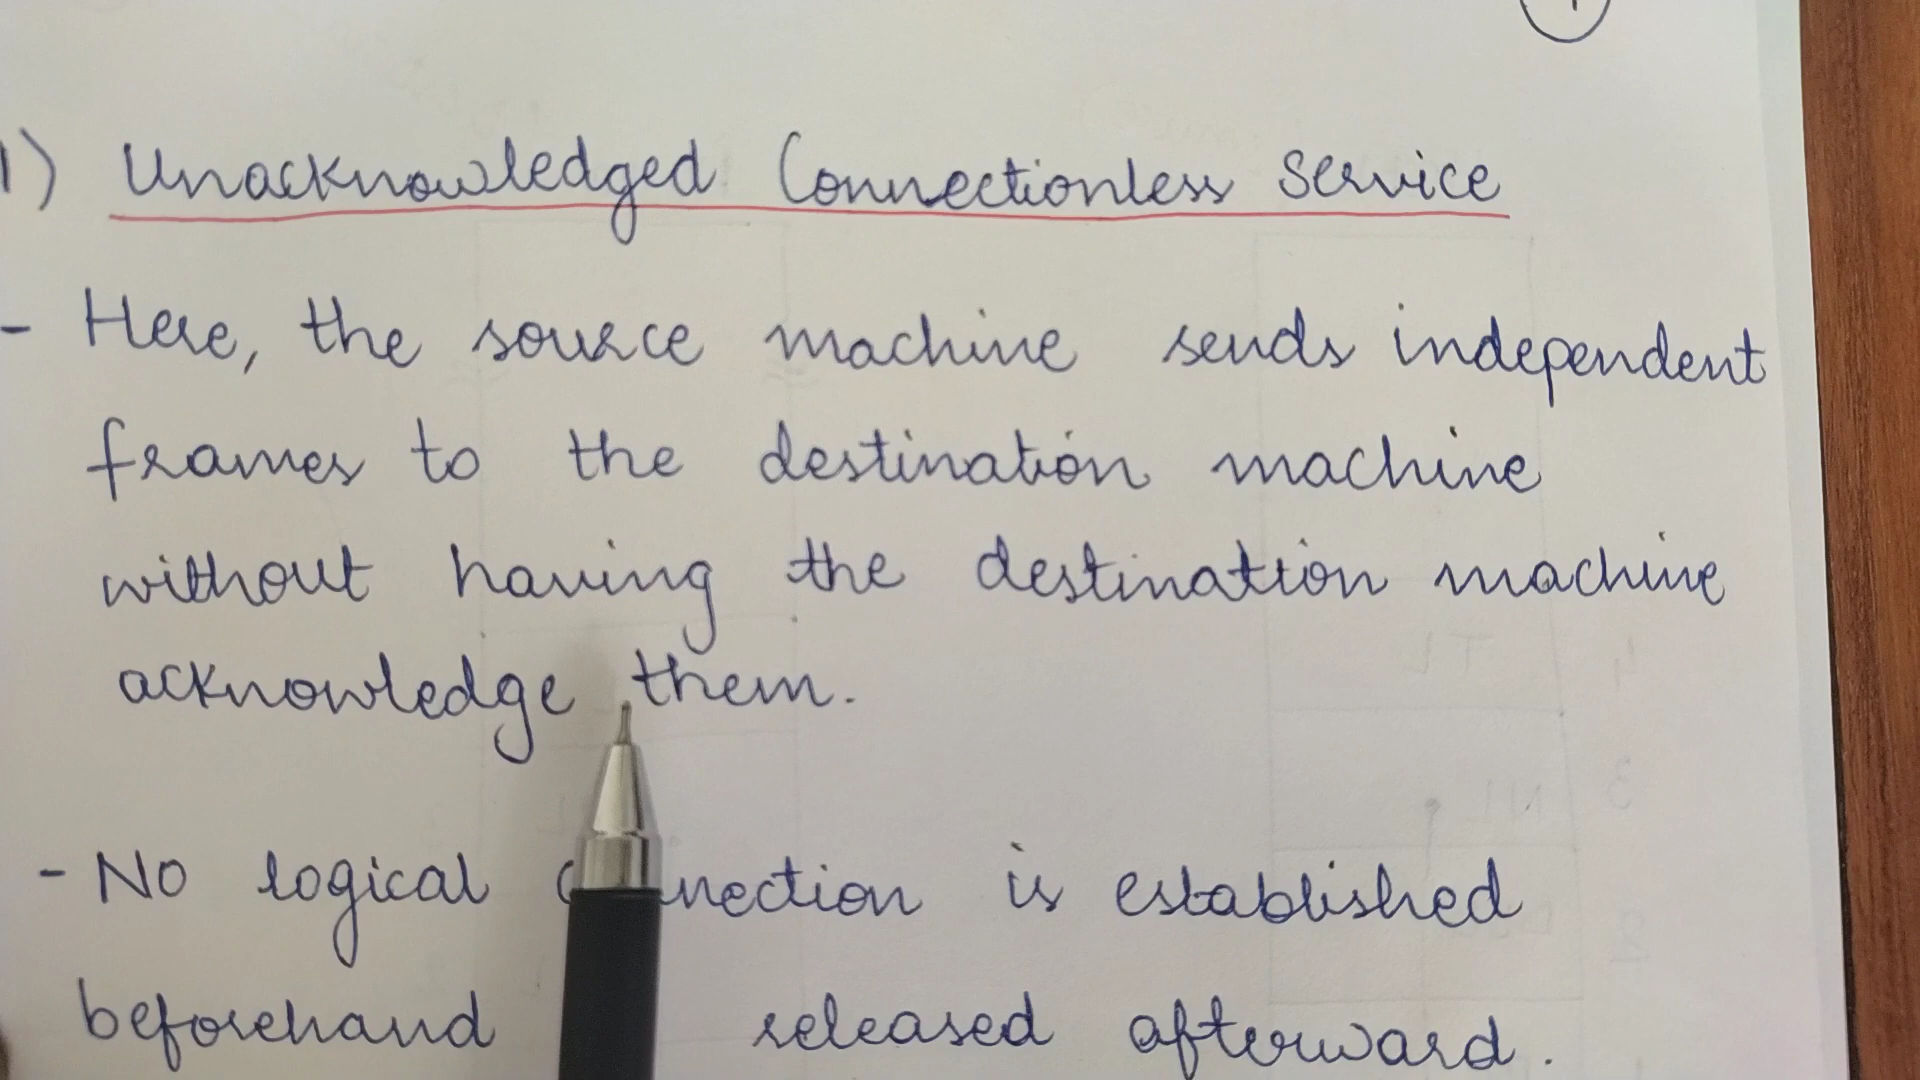 1) Unacknowledged Connectionless Service
- Here, the source machine sends independent
frames to the destination machine
without having the destination machine
acknowledge them.
- No logical is established
beforehand released afterward.